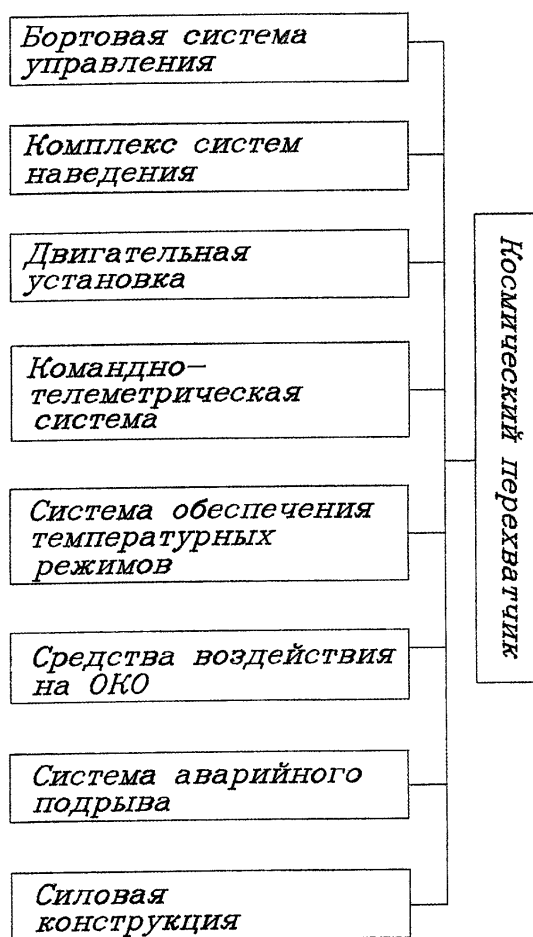 Бортовая система
управления
Комплекс систем
наведения
Двигательная
установка
Командно-
телеметрическая
система
Система обеспечения
температурных
режимов
Средства воздействия
на ОКО
Система аварийного
подрыва
Силовая
конструкция
Космический перехватчик